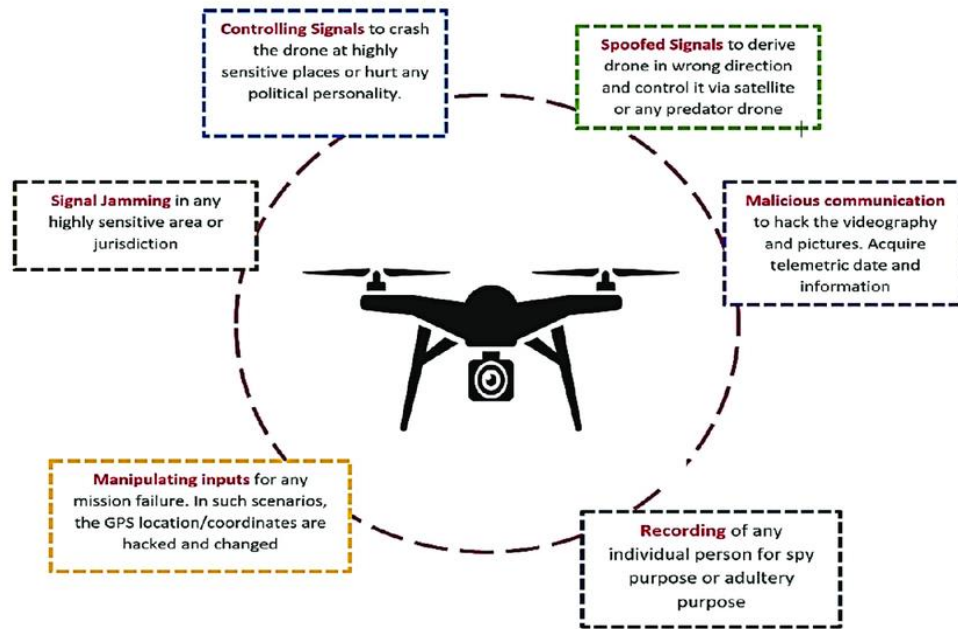 Controlling Signals to crash
the drone at highly
sensitive places or hurt any
political personality.
Spoofed Signals to derive
drone in wrong direction
and control it via satellite
or any predator drone
Signal Jamming in any
highly sensitive area or
jurisdiction
Malicious communication
to hack the videography
and pictures. Acquire
telemetric date and
information
Manipulating inputs for any
mission failure. In such scenarios,
the GPS location/coordinates are
hacked and changed
Recording of any
individual person for spy
purpose or adultery
purpose